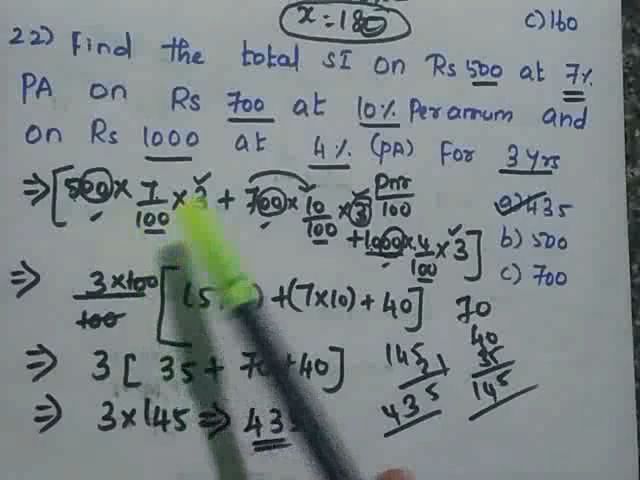 x=180
c) 160
22) Find the total SI on Rs 500 at 7%
PA on Rs 700 at 10% Per annum and
on Rs 1000 at 4% (PA) For 3 Yrs
⇒ [500 × 7/100 × 3 + 700 × 10/100 × 3 Pnr/100
+ 1000 × 4/100 × 3]
a) 435
b) 500
c) 700
⇒ 3×100/100 [(5 ) + (7×10) + 40]
⇒ 3 [ 35 + 7 +40]
⇒ 3×145 ⇒ 43
145
435
70
40
35
145